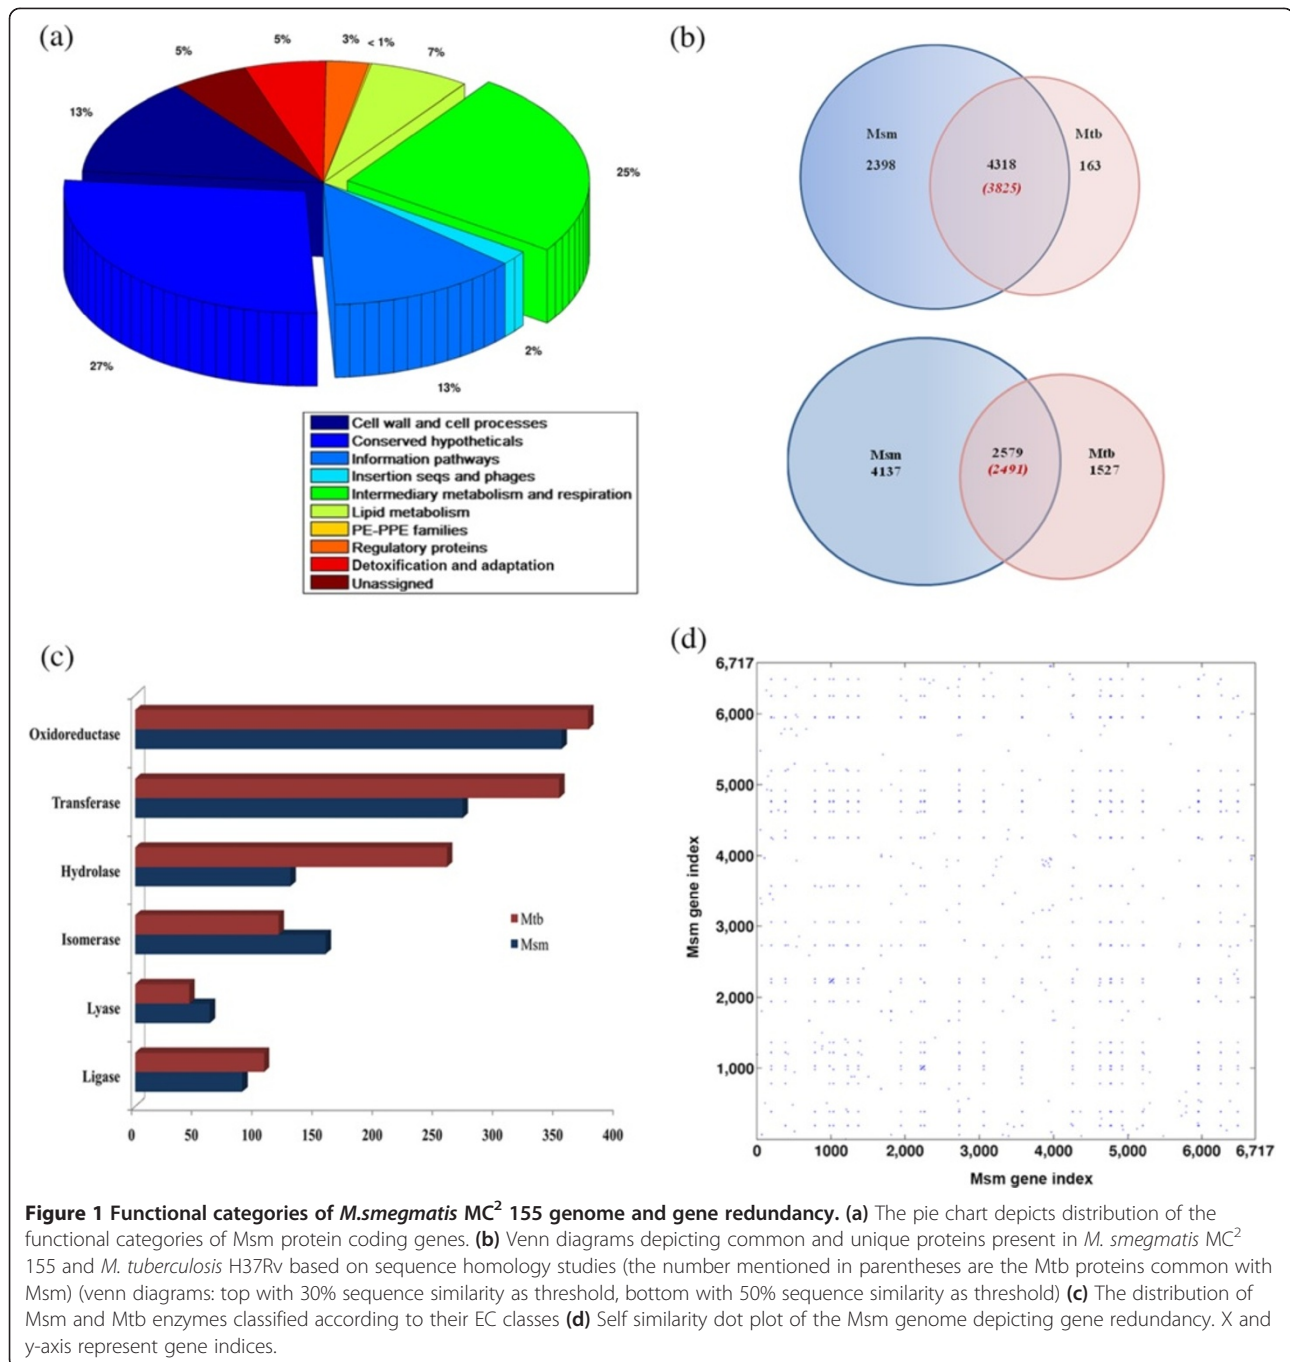 (a)
5%
5%
3%
< 1%
7%
13%
25%
27%
13%
2%
Cell wall and cell processes
Conserved hypotheticals
Information pathways
Insertion seqs and phages
Intermediary metabolism and respiration
Lipid metabolism
PE-PPE families
Regulatory proteins
Detoxification and adaptation
Unassigned
(b)
Msm
2398
4318
(3825)
Mtb
163
Msm
4137
2579
(2491)
Mtb
1527
(c)
Oxidoreductase
Transferase
Hydrolase
Isomerase
Lyase
Ligase
0 50 100 150 200 250 300 350 400
Mtb
Msm
(d)
6,717
6,000
5,000
4,000
3,000
2,000
1,000
Msm gene index
0 1000 2,000 3,000 4,000 5,000 6,000 6,717
Msm gene index
Figure 1 Functional categories of M.smegmatis MC² 155 genome and gene redundancy. (a) The pie chart depicts distribution of the
functional categories of Msm protein coding genes. (b) Venn diagrams depicting common and unique proteins present in M. smegmatis MC²
155 and M. tuberculosis H37Rv based on sequence homology studies (the number mentioned in parentheses are the Mtb proteins common with
Msm) (venn diagrams: top with 30% sequence similarity as threshold, bottom with 50% sequence similarity as threshold) (c) The distribution of
Msm and Mtb enzymes classified according to their EC classes (d) Self similarity dot plot of the Msm genome depicting gene redundancy. X and
y-axis represent gene indices.